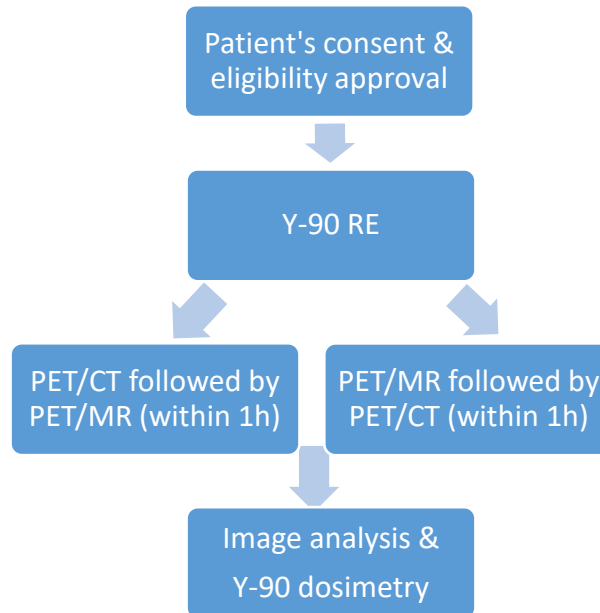 Patient's consent &
eligibility approval
Y-90 RE
PET/CT followed by
PET/MR (within 1h)
PET/MR followed by
PET/CT (within 1h)
Image analysis &
Y-90 dosimetry